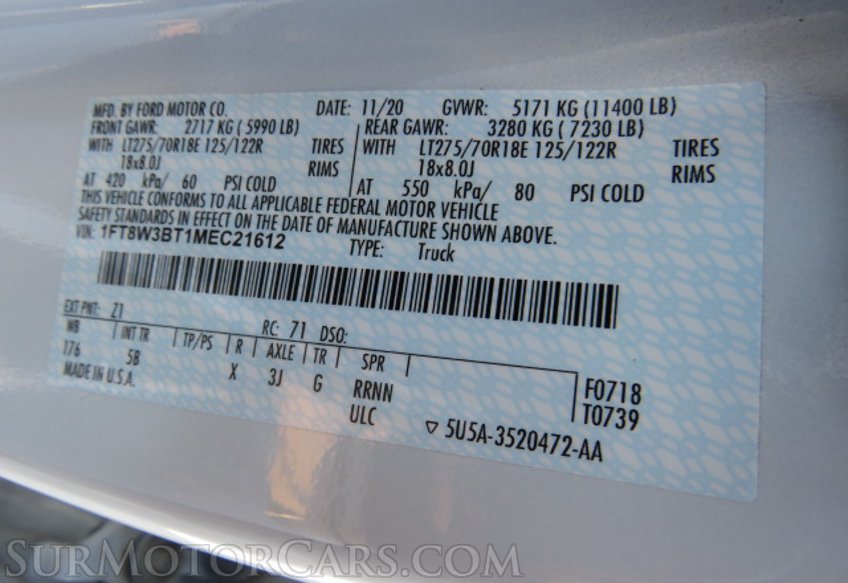 MFD. BY FORD MOTOR CO. DATE: 11/20 GVWR: 5171 KG (11400 LB)
FRONT GAWR: 2717 KG ( 5990 LB) REAR GAWR: 3280 KG ( 7230 LB)
WITH LT275/70R18E 125/122R TIRES WITH LT275/70R18E 125/122R TIRES
18x8.0J RIMS 18x8.0J RIMS
AT 420 kPa/ 60 PSI COLD AT 550 kPa/ 80 PSI COLD
THIS VEHICLE CONFORMS TO ALL APPLICABLE FEDERAL MOTOR VEHICLE
SAFETY STANDARDS IN EFFECT ON THE DATE OF MANUFACTURE SHOWN ABOVE.
VIN: 1FT8W3BT1MEC21612 TYPE: Truck
EXT PNT: Z1 RC: 71 DSO:
WB INT TR TP/PS R AXLE TR SPR
176 5B X 3J G RRNN F0718
MADE IN U.S.A. ULC T0739
▽ 5U5A-3520472-AA
SURMOTORCARS.COM